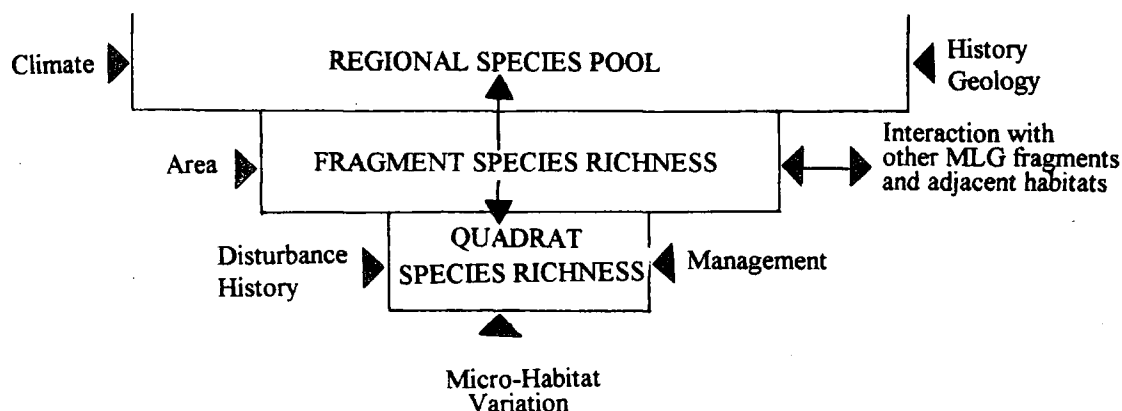 Climate
REGIONAL SPECIES POOL
History
Geology
Area
FRAGMENT SPECIES RICHNESS
Interaction with
other MLG fragments
and adjacent habitats
Disturbance
History
QUADRAT
SPECIES RICHNESS
Management
Micro-Habitat
Variation